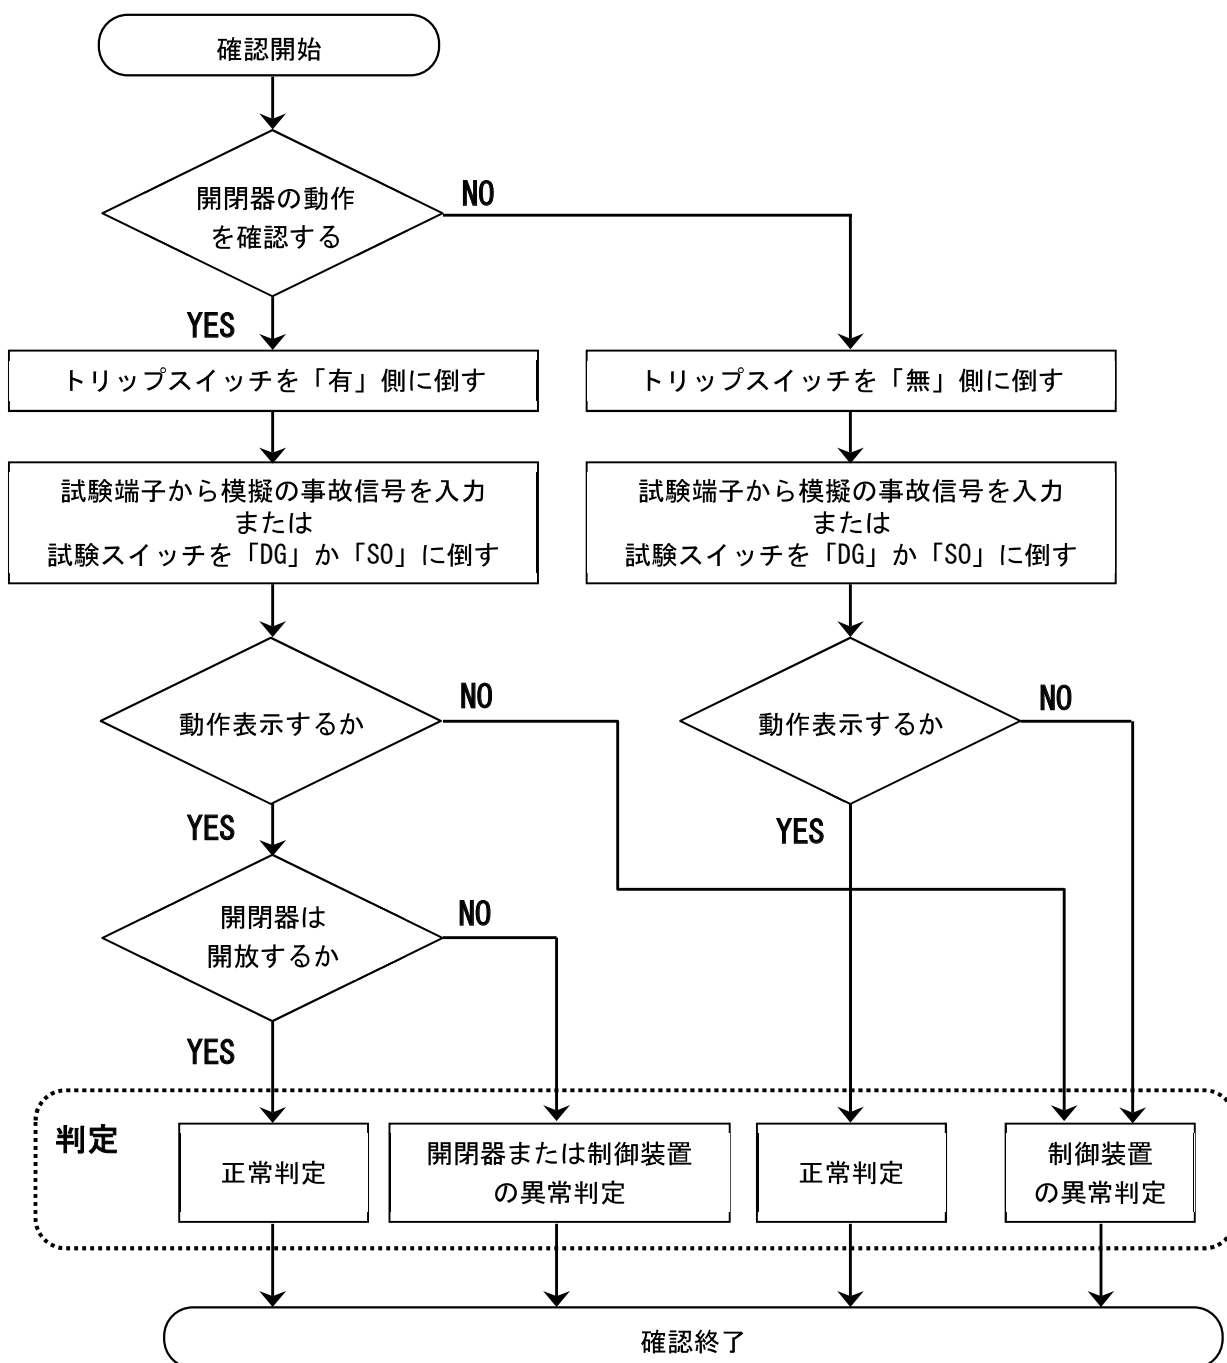 確認開始
開閉器の動作
を確認する
NO
YES
トリップスイッチを「有」側に倒す
トリップスイッチを「無」側に倒す
試験端子から模擬の事故信号を入力
または
試験スイッチを「DG」か「SO」に倒す
試験端子から模擬の事故信号を入力
または
試験スイッチを「DG」か「SO」に倒す
動作表示するか
NO
動作表示するか
NO
YES
YES
開閉器は
開放するか
NO
YES
判定
正常判定
開閉器または制御装置
の異常判定
正常判定
制御装置
の異常判定
確認終了